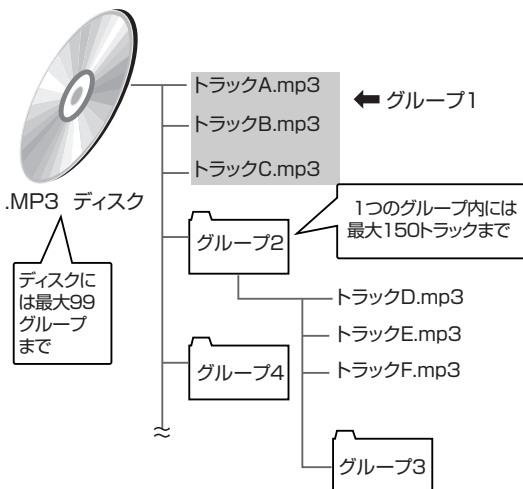 トラックA.mp3
グループ1
トラックB.mp3
トラックC.mp3
.MP3 ディスク
1つのグループ内には
最大150トラックまで
グループ2
ディスクに
は最大99
グループ
まで
トラックD.mp3
トラックE.mp3
トラックF.mp3
グループ4
グループ3